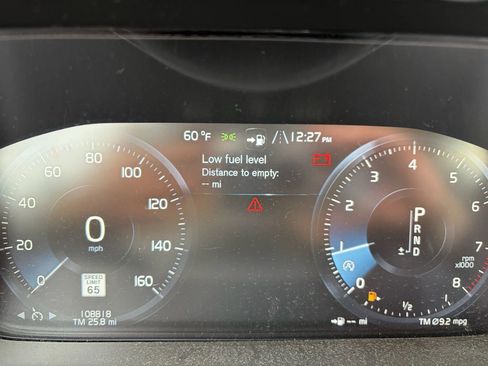 60 °F 12:27 PM
Low fuel level
Distance to empty:
-- mi
0 20 40 60 80 100 120 140 160
0
mph
SPEED
LIMIT
65
108818
TM 25.8 mi
0 1 2 3 4 5 6 7 8
P
R
N
± D
A
rpm
x1000
½
-- mi
TM 09.2 mpg